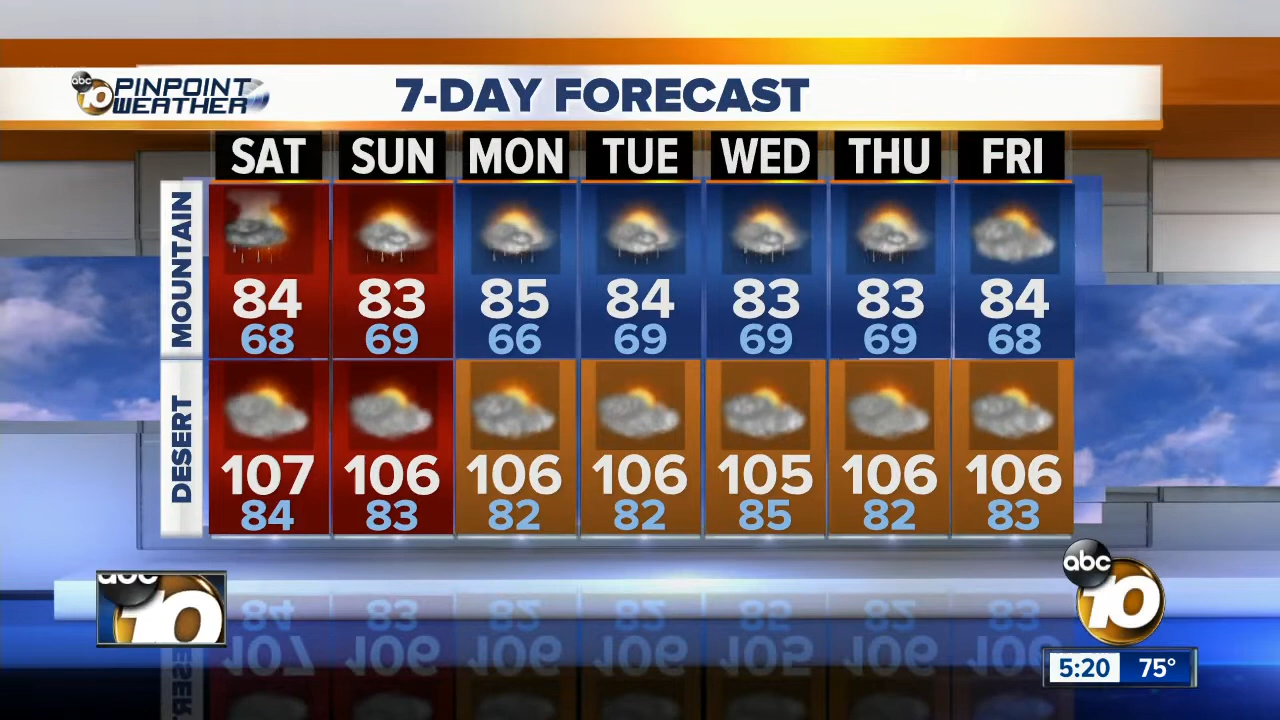 abc
10 PINPOINT
WEATHER
7-DAY FORECAST
SAT SUN MON TUE WED THU FRI
MOUNTAIN
84 83 85 84 83 83 84
68 69 66 69 69 69 68
DESERT
107 106 106 106 105 106 106
84 83 82 82 85 82 83
abc
10
abc
10
5:20 75°